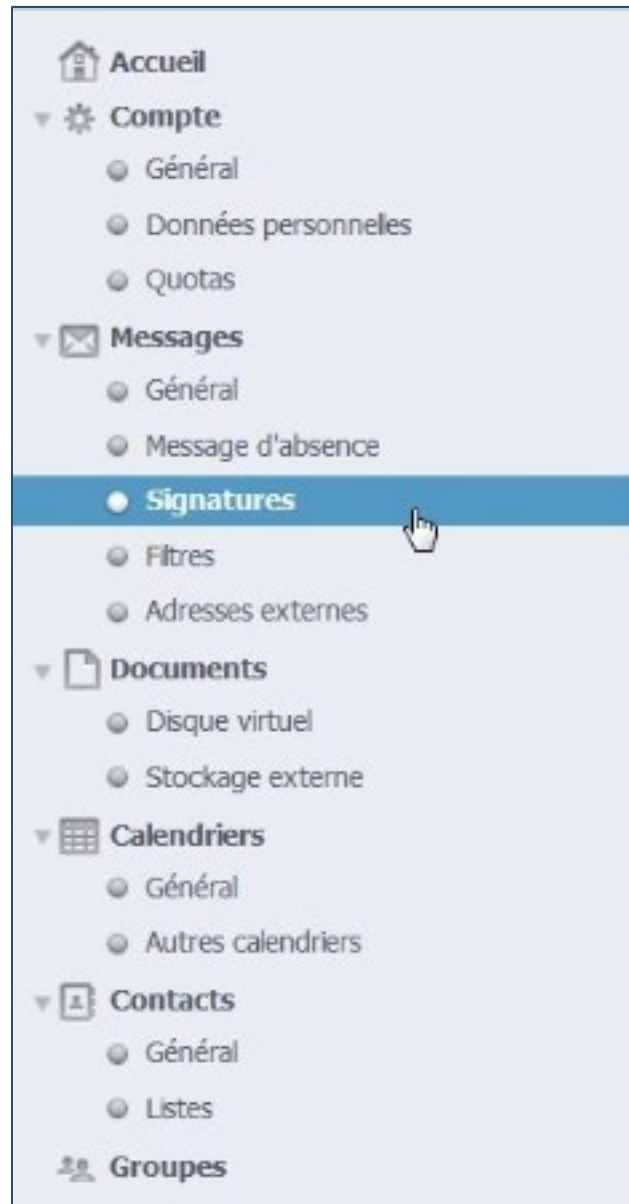 Accueil
Compte
Général
Données personnelles
Quotas
Messages
Général
Message d'absence
Signatures
Filtres
Adresses externes
Documents
Disque virtuel
Stockage externe
Calendriers
Général
Autres calendriers
Contacts
Général
Listes
Groupes